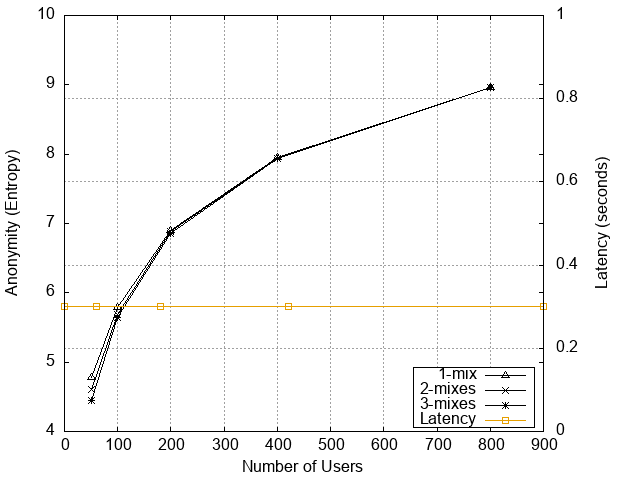 10
9
8
7
6
5
4
1
0.8
0.6
0.4
0.2
0
Anonymity (Entropy)
Latency (seconds)
1-mix
2-mixes
3-mixes
Latency
0 100 200 300 400 500 600 700 800 900
Number of Users